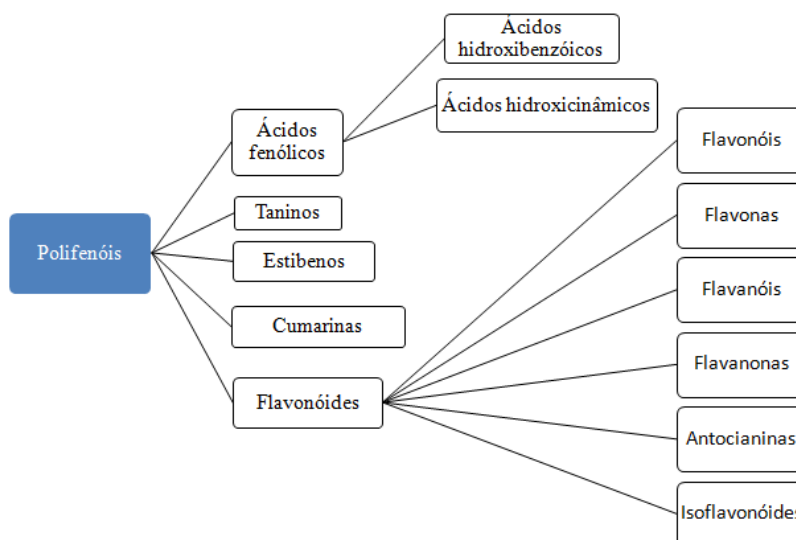 Ácidos
hidroxibenzóicos
Ácidos hidroxicinâmicos
Ácidos
fenólicos
Flavonóis
Taninos
Flavonas
Polifenóis
Estibenos
Flavanóis
Cumarinas
Flavanonas
Flavonóides
Antocianinas
Isoflavonóides